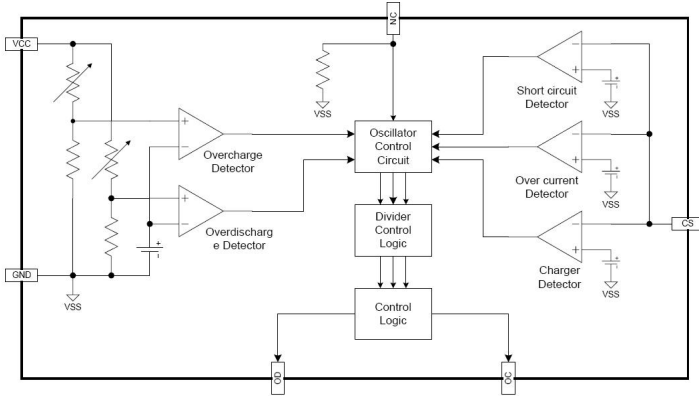 NC
VCC
VSS
Short circuit
Detector
VSS
Oscillator
Control
Circuit
Overcharge
Detector
Over current
Detector
VSS
Overdischarg
e Detector
Divider
Control
Logic
CS
GND
VSS
Charger
Detector
VSS
Control
Logic
OD
OC
+
−
+
−
−
+
−
+
−
+
+
−
+
-
+
-
+
-